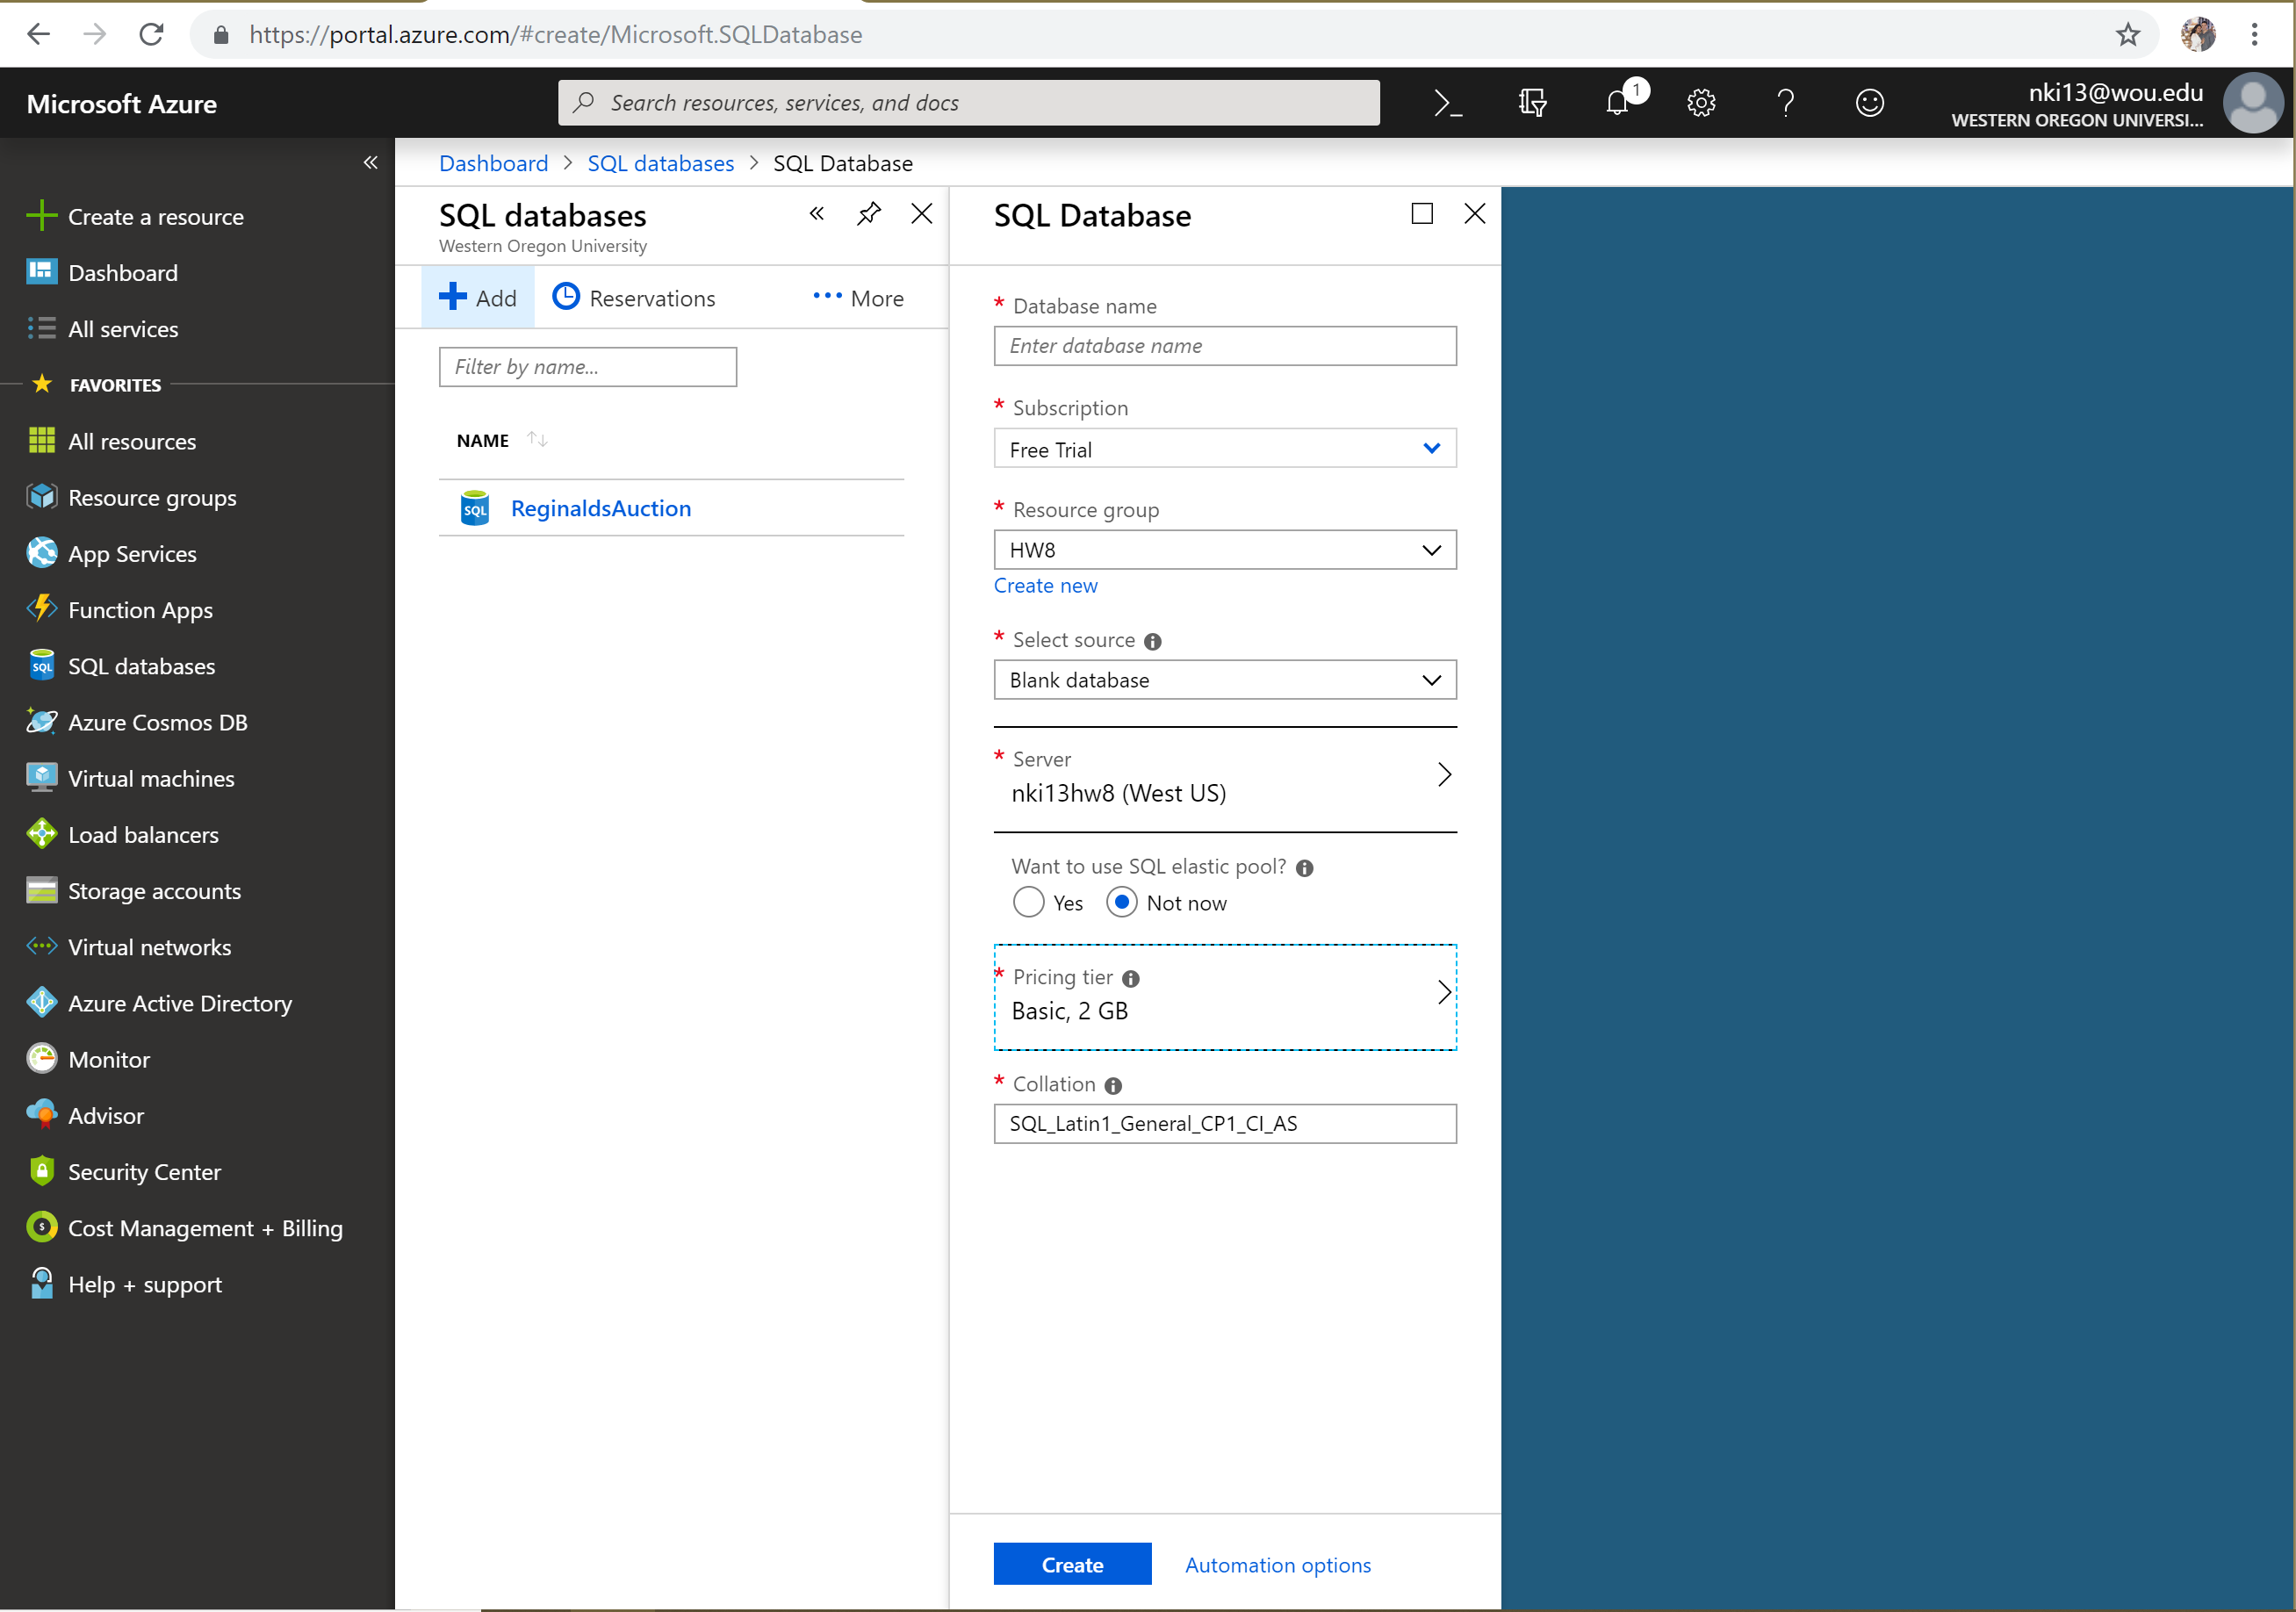 https://portal.azure.com/#create/Microsoft.SQLDatabase
Microsoft Azure
Search resources, services, and docs
1
nki13@wou.edu
WESTERN OREGON UNIVERSI...
Create a resource
Dashboard
All services
FAVORITES
All resources
Resource groups
App Services
Function Apps
SQL
SQL databases
Azure Cosmos DB
Virtual machines
Load balancers
Storage accounts
Virtual networks
Azure Active Directory
Monitor
Advisor
Security Center
Cost Management + Billing
Help + support
Dashboard > SQL databases > SQL Database
SQL databases
Western Oregon University
Add
Reservations
More
Filter by name...
NAME
SQL
ReginaldsAuction
SQL Database
* Database name
Enter database name
* Subscription
Free Trial
* Resource group
HW8
Create new
* Select source
Blank database
* Server
nki13hw8 (West US)
Want to use SQL elastic pool?
Yes
Not now
* Pricing tier
Basic, 2 GB
* Collation
SQL_Latin1_General_CP1_CI_AS
Create
Automation options